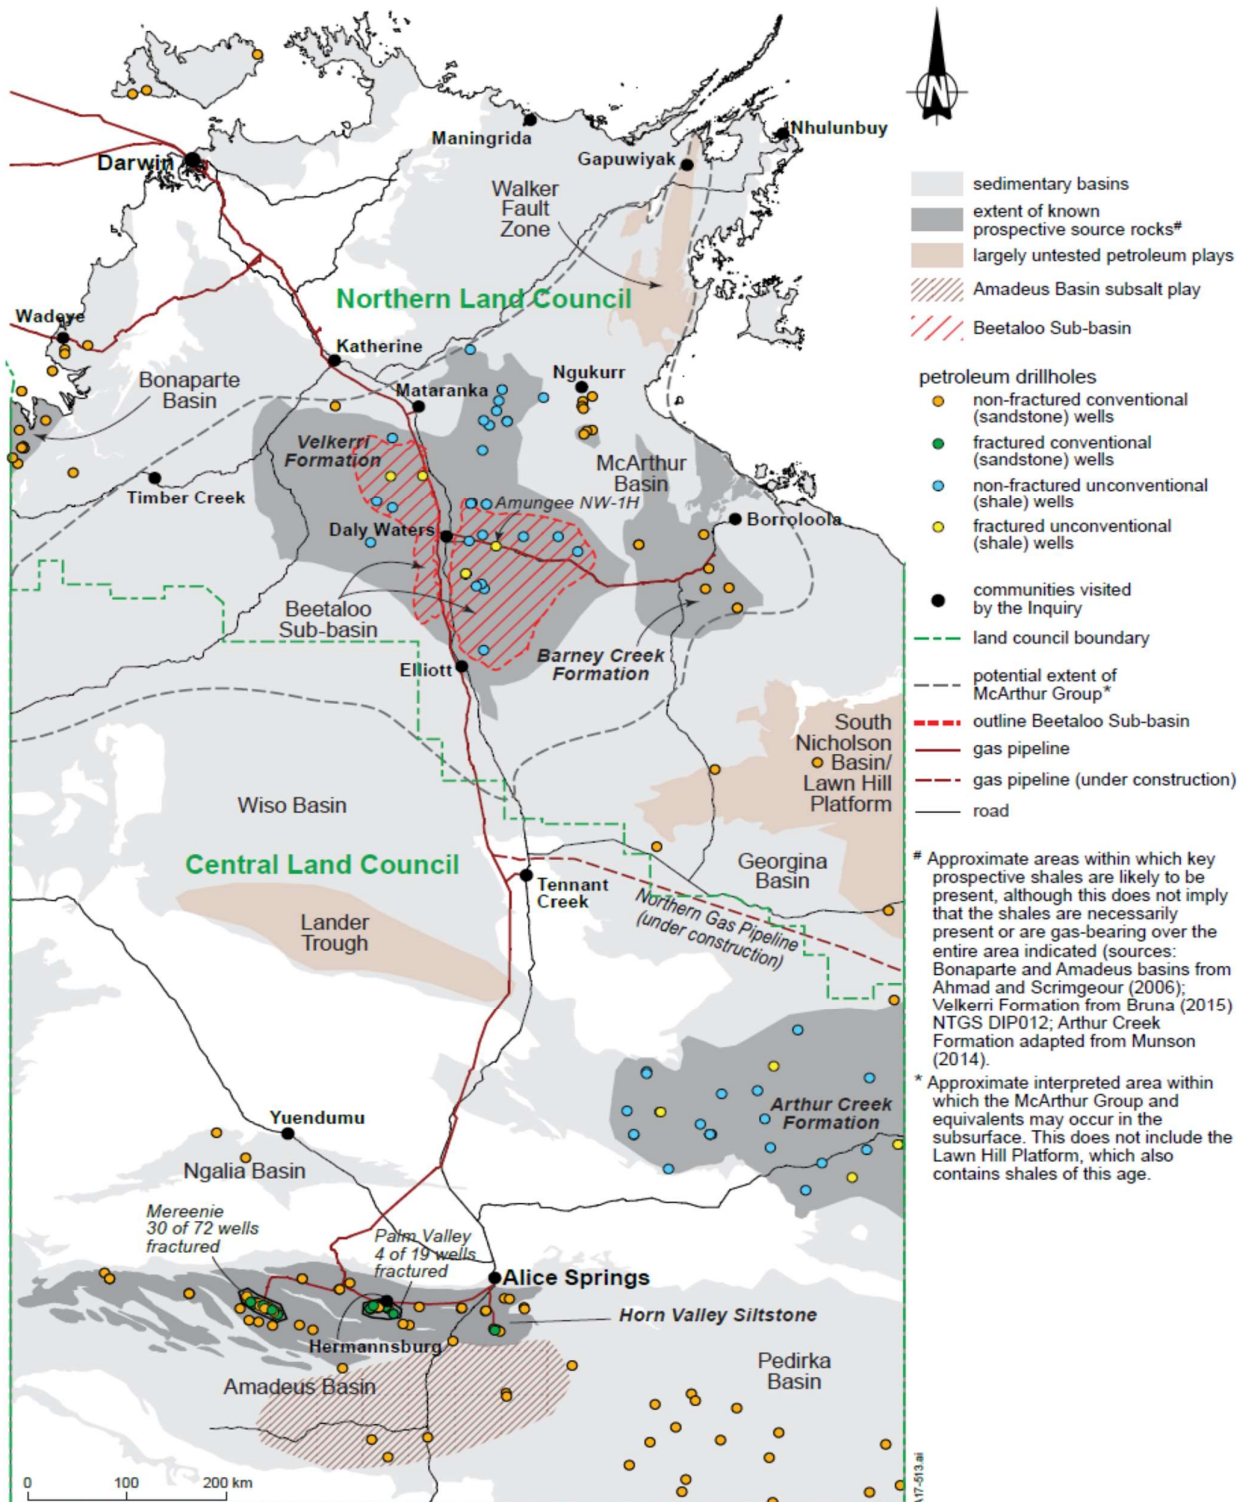 Maningrida
Nhulunbuy
Gapuwiyak
Darwin
Walker
Fault
Zone
Northern Land Council
Wadeye
Katherine
Bonaparte
Basin
Mataranka
Ngukurr
Velkerri
Formation
McArthur
Basin
Timber Creek
Amungee NW-1H
Daly Waters
Borroloola
Beetaloo
Sub-basin
Barney Creek
Formation
Elliott
South
Nicholson
Basin/
Lawn Hill
Platform
Wiso Basin
Central Land Council
Georgina
Basin
Tennant
Creek
Northern Gas Pipeline
(under construction)
Lander
Trough
Arthur Creek
Formation
Yuendumu
Ngalia Basin
Mereenie
30 of 72 wells
fractured
Palm Valley
4 of 19 wells
fractured
Alice Springs
Horn Valley Siltstone
Hermannsburg
Amadeus Basin
Pedirka
Basin
0 100 200 km
A17-513.ai
N
sedimentary basins
extent of known
prospective source rocks#
largely untested petroleum plays
Amadeus Basin subsalt play
Beetaloo Sub-basin
petroleum drillholes
non-fractured conventional
(sandstone) wells
fractured conventional
(sandstone) wells
non-fractured unconventional
(shale) wells
fractured unconventional
(shale) wells
communities visited
by the Inquiry
land council boundary
potential extent of
McArthur Group*
outline Beetaloo Sub-basin
gas pipeline
gas pipeline (under construction)
road
# Approximate areas within which key
prospective shales are likely to be
present, although this does not imply
that the shales are necessarily
present or are gas-bearing over the
entire area indicated (sources:
Bonaparte and Amadeus basins from
Ahmad and Scrimgeour (2006);
Velkerri Formation from Bruna (2015)
NTGS DIP012; Arthur Creek
Formation adapted from Munson
(2014).
* Approximate interpreted area within
which the McArthur Group and
equivalents may occur in the
subsurface. This does not include the
Lawn Hill Platform, which also
contains shales of this age.